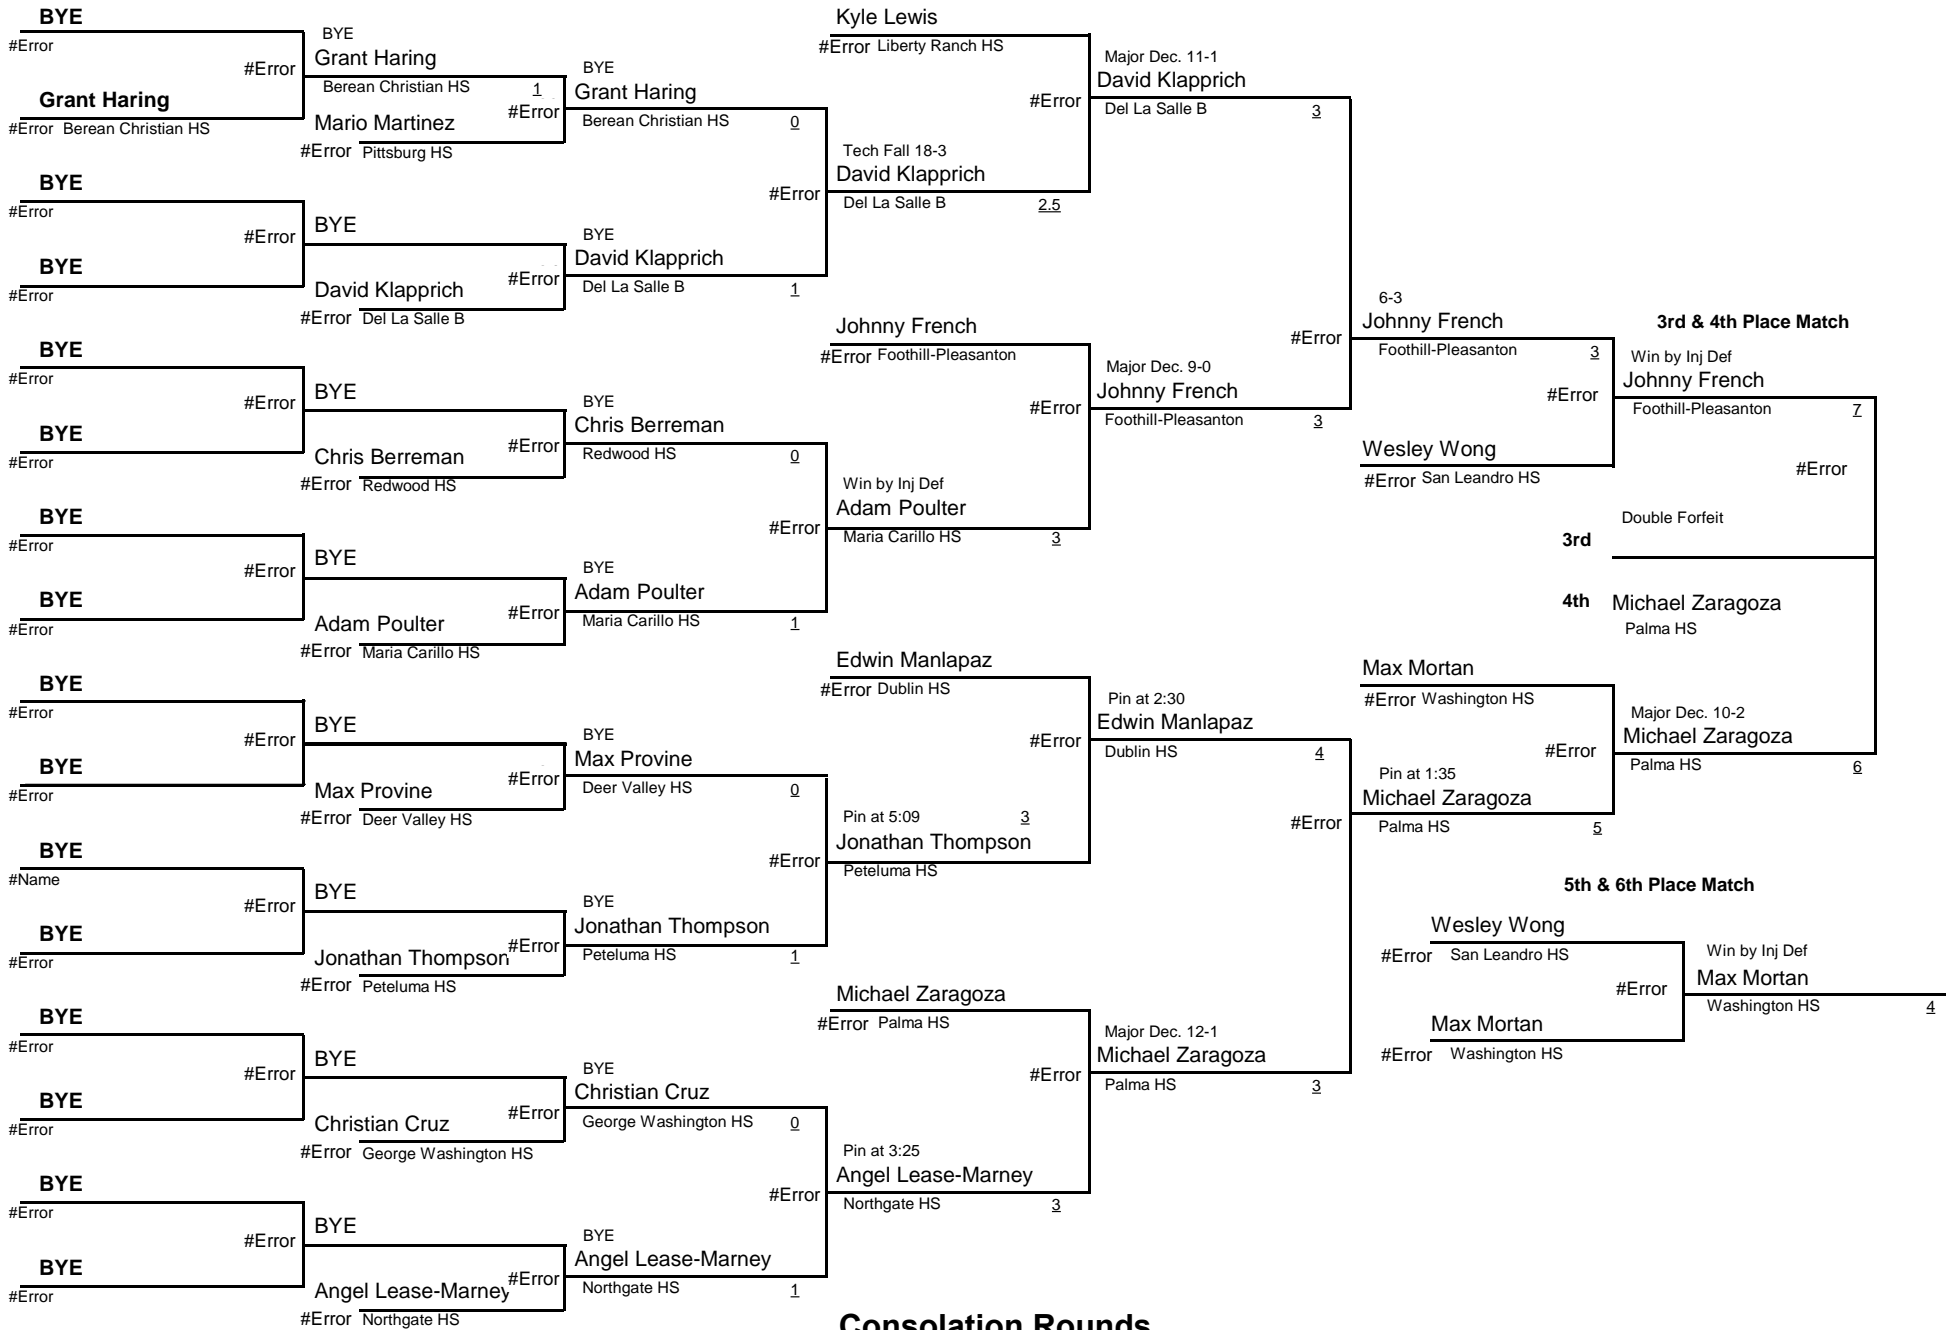 BYE
#Error
#Error
Grant Haring
#Error Berean Christian HS
BYE
#Error
#Error
BYE
#Error
BYE
#Error
#Error
BYE
#Error
BYE
#Error
#Error
BYE
#Error
BYE
#Error
#Error
BYE
#Error
BYE
#Name
#Error
BYE
#Error
BYE
#Error
#Error
BYE
#Error
BYE
#Error
#Error
BYE
#Error
BYE
Grant Haring
Berean Christian HS 1
#Error
Mario Martinez
#Error Pittsburg HS
BYE
#Error
David Klapprich
#Error Del La Salle B
BYE
#Error
Chris Berreman
#Error Redwood HS
BYE
#Error
Adam Poulter
#Error Maria Carillo HS
BYE
#Error
Max Provine
#Error Deer Valley HS
BYE
#Error
Jonathan Thompson
#Error Peteluma HS
BYE
#Error
Christian Cruz
#Error George Washington HS
BYE
#Error
Angel Lease-Marney
#Error Northgate HS
BYE
Grant Haring
Berean Christian HS 0
#Error
BYE
David Klapprich
Del La Salle B 1
BYE
Chris Berreman
Redwood HS 0
#Error
BYE
Adam Poulter
Maria Carillo HS 1
BYE
Max Provine
Deer Valley HS 0
#Error
BYE
Jonathan Thompson
Peteluma HS 1
BYE
Christian Cruz
George Washington HS 0
#Error
BYE
Angel Lease-Marney
Northgate HS 1
Kyle Lewis
#Error Liberty Ranch HS
#Error
Tech Fall 18-3
David Klapprich
Del La Salle B 2.5
Johnny French
#Error Foothill-Pleasanton
#Error
Win by Inj Def
Adam Poulter
Maria Carillo HS 3
Edwin Manlapaz
#Error Dublin HS
#Error
Pin at 5:09 3
Jonathan Thompson
Peteluma HS
Michael Zaragoza
#Error Palma HS
#Error
Pin at 3:25
Angel Lease-Marney
Northgate HS 3
Major Dec. 11-1
David Klapprich
Del La Salle B 3
#Error
Major Dec. 9-0
Johnny French
Foothill-Pleasanton 3
Pin at 2:30
Edwin Manlapaz
Dublin HS 4
#Error
Major Dec. 12-1
Michael Zaragoza
Palma HS 3
6-3
Johnny French
Foothill-Pleasanton 3
#Error
Wesley Wong
#Error San Leandro HS
Max Mortan
#Error Washington HS
#Error
Pin at 1:35
Michael Zaragoza
Palma HS 5
3rd & 4th Place Match
Win by Inj Def
Johnny French
Foothill-Pleasanton 7
#Error
Double Forfeit
3rd
4th Michael Zaragoza
Palma HS
Major Dec. 10-2
Michael Zaragoza
Palma HS 6
5th & 6th Place Match
Wesley Wong
#Error San Leandro HS
#Error
Max Mortan
#Error Washington HS
Win by Inj Def
Max Mortan
Washington HS 4
Consolation Rounds